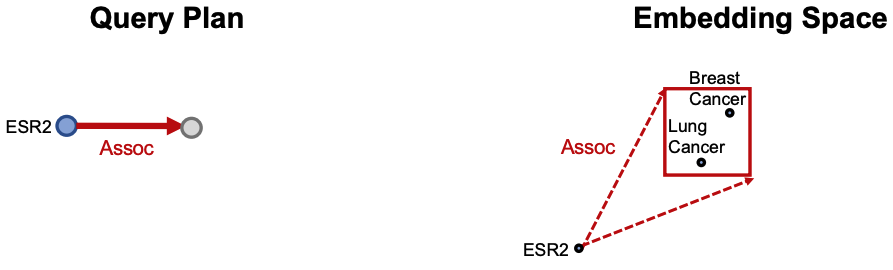 Query Plan
Embedding Space
ESR2
Assoc
Breast
Cancer
Lung
Cancer
Assoc
ESR2